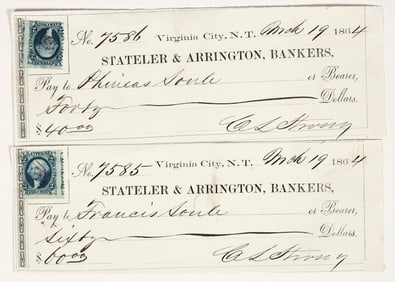 No. 7586 Virginia City, N. T. Mch 19 1864
STATELER & ARRINGTON, BANKERS,
Pay to Phineas Soule or Bearer,
Forty Dollars.
$40.00 C L Strong
No. 7585 Virginia City, N. T. Mch 19 1864
STATELER & ARRINGTON, BANKERS,
Pay to Francis Soule or Bearer,
Sixty Dollars.
$60.00 C L Strong